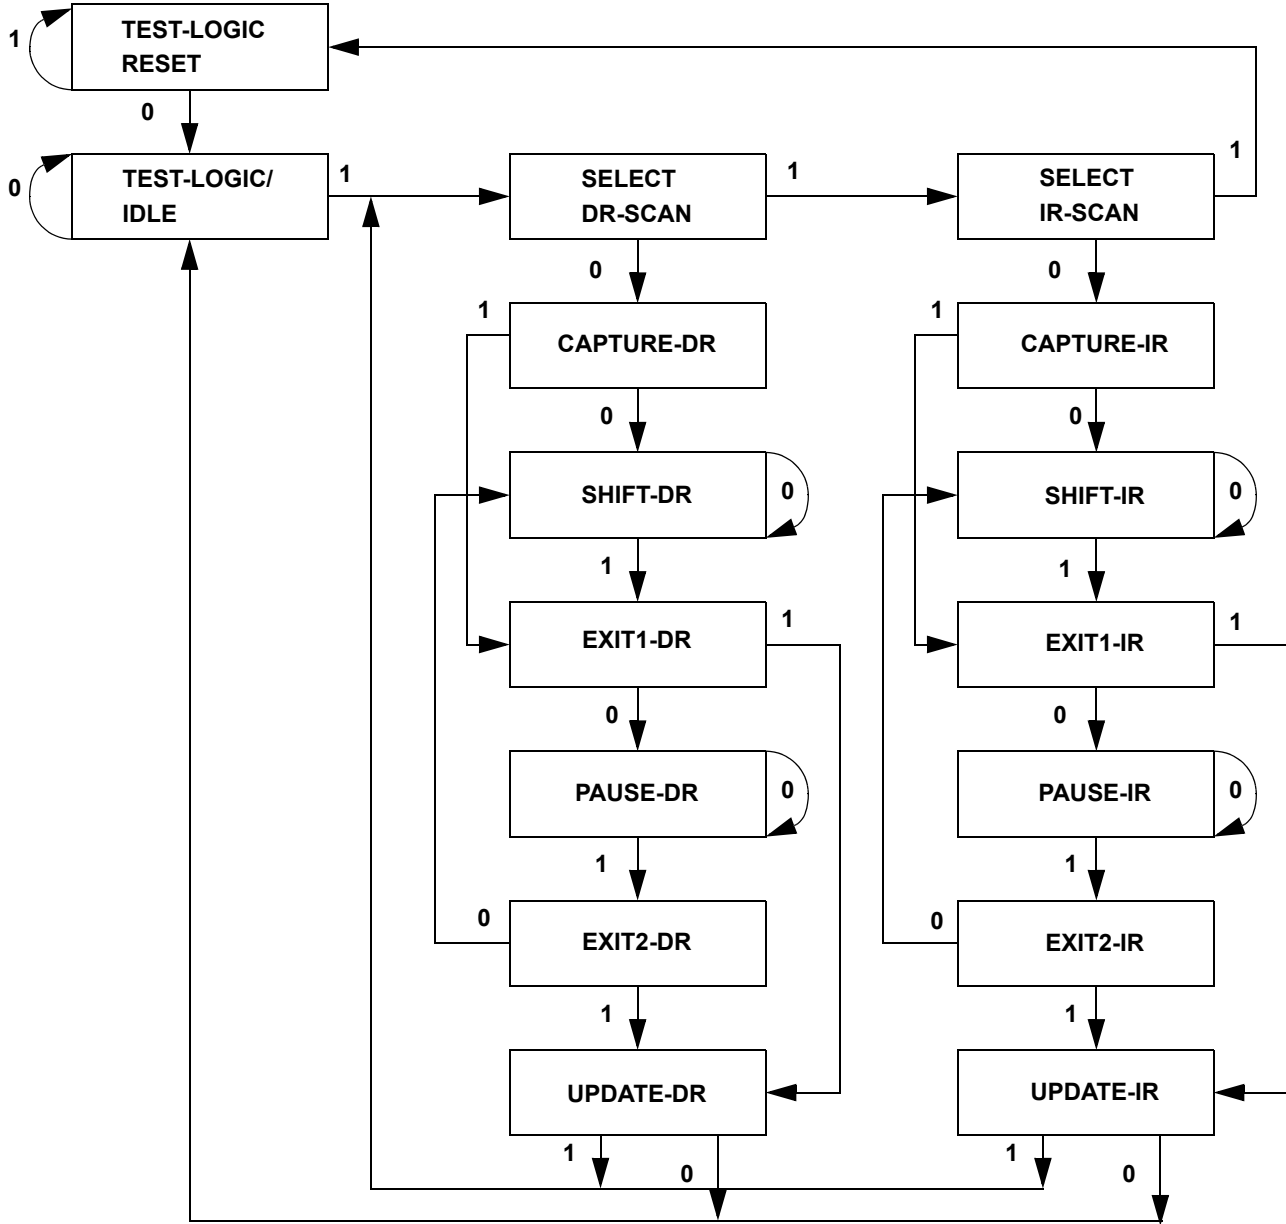 TEST-LOGIC
RESET
1
0
TEST-LOGIC/
IDLE
0
1
SELECT
DR-SCAN
1
SELECT
IR-SCAN
1
0
0
1
CAPTURE-DR
1
CAPTURE-IR
0
0
SHIFT-DR
0
SHIFT-IR
0
1
1
EXIT1-DR
1
EXIT1-IR
1
0
0
PAUSE-DR
0
PAUSE-IR
0
1
1
0
EXIT2-DR
0
EXIT2-IR
1
1
UPDATE-DR
UPDATE-IR
1
0
1
0